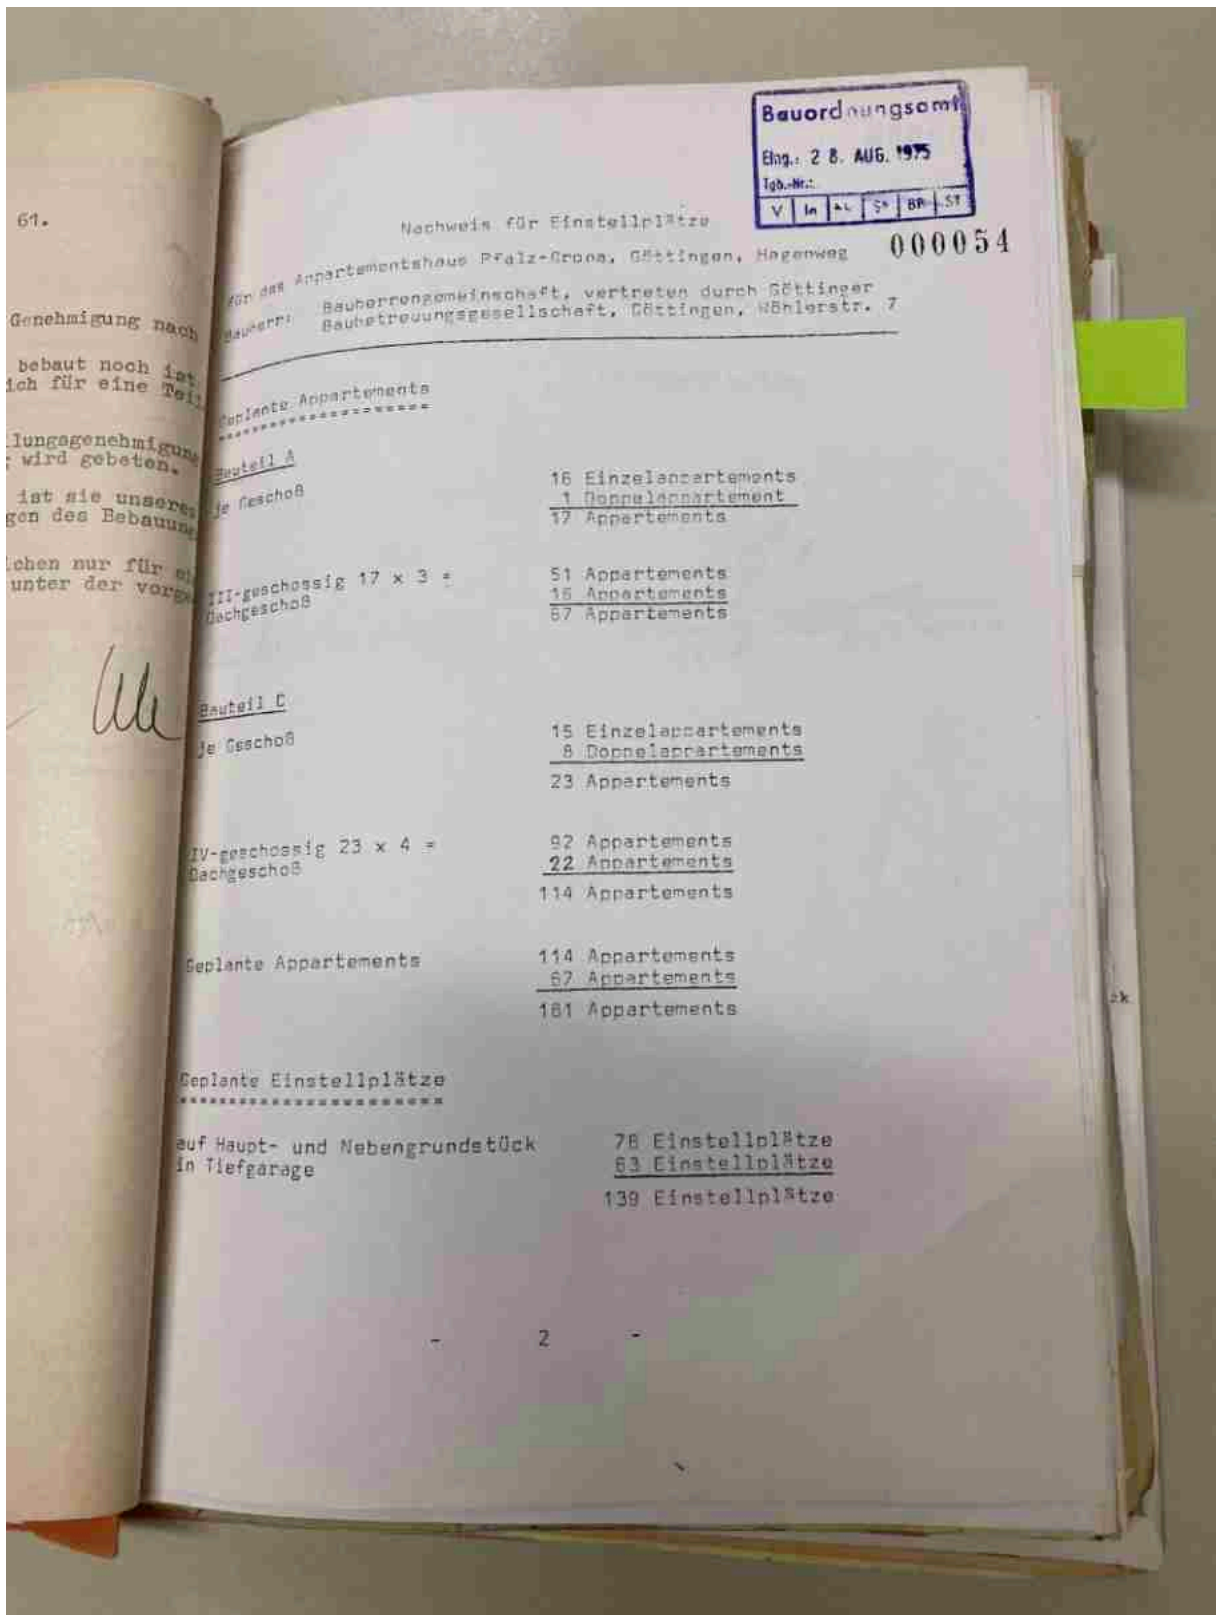 61.
Genehmigung nach
bebaut noch ist
ich für eine Teil
lungsgenehmigung
wird gebeten.
ist sie unseres
gen des Bebauung
ichen nur für
unter der
Bauordnungsamt
Eing.: 28. AUG. 1975
Tgb.-Nr.:
V In BP ST
000054
Nachweis für Einstellplätze
für das Appartementshaus Pfalz-Grona, Göttingen, Hagenweg
Bauherr: Bauherrengemeinschaft, vertreten durch Göttinger
Baubetreuungsgesellschaft, Göttingen, Wöhlerstr. 7
Geplante Appartements
=====================
Bauteil A
je Geschoß 16 Einzelappartements
1 Doppelappartement
17 Appartements
III-geschossig 17 x 3 = 51 Appartements
Dachgeschoß 16 Appartements
67 Appartements
Bauteil C
je Geschoß 15 Einzelappartements
8 Doppelappartements
23 Appartements
IV-geschossig 23 x 4 = 92 Appartements
Dachgeschoß 22 Appartements
114 Appartements
Geplante Appartements 114 Appartements
67 Appartements
181 Appartements
Geplante Einstellplätze
=======================
auf Haupt- und Nebengrundstück 76 Einstellplätze
in Tiefgarage 63 Einstellplätze
139 Einstellplätze
- 2 -